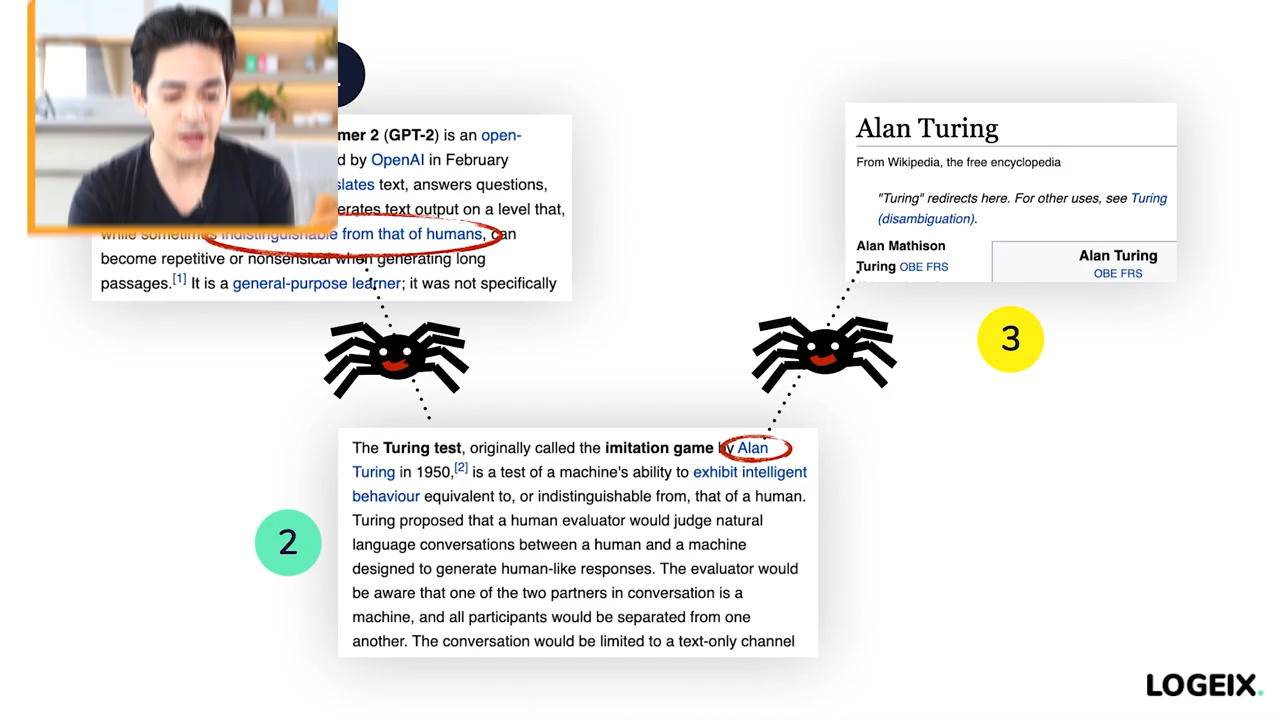 mer 2 (GPT-2) is an open-
d by OpenAI in February
slates text, answers questions,
erates text output on a level that,
while sometimes indistinguishable from that of humans, can
become repetitive or nonsensical when generating long
passages.[1] It is a general-purpose learner; it was not specifically
Alan Turing
From Wikipedia, the free encyclopedia
"Turing" redirects here. For other uses, see Turing
(disambiguation).
Alan Mathison
Turing OBE FRS
Alan Turing
OBE FRS
3
2
The Turing test, originally called the imitation game by Alan
Turing in 1950,[2] is a test of a machine's ability to exhibit intelligent
behaviour equivalent to, or indistinguishable from, that of a human.
Turing proposed that a human evaluator would judge natural
language conversations between a human and a machine
designed to generate human-like responses. The evaluator would
be aware that one of the two partners in conversation is a
machine, and all participants would be separated from one
another. The conversation would be limited to a text-only channel
LOGEIX.